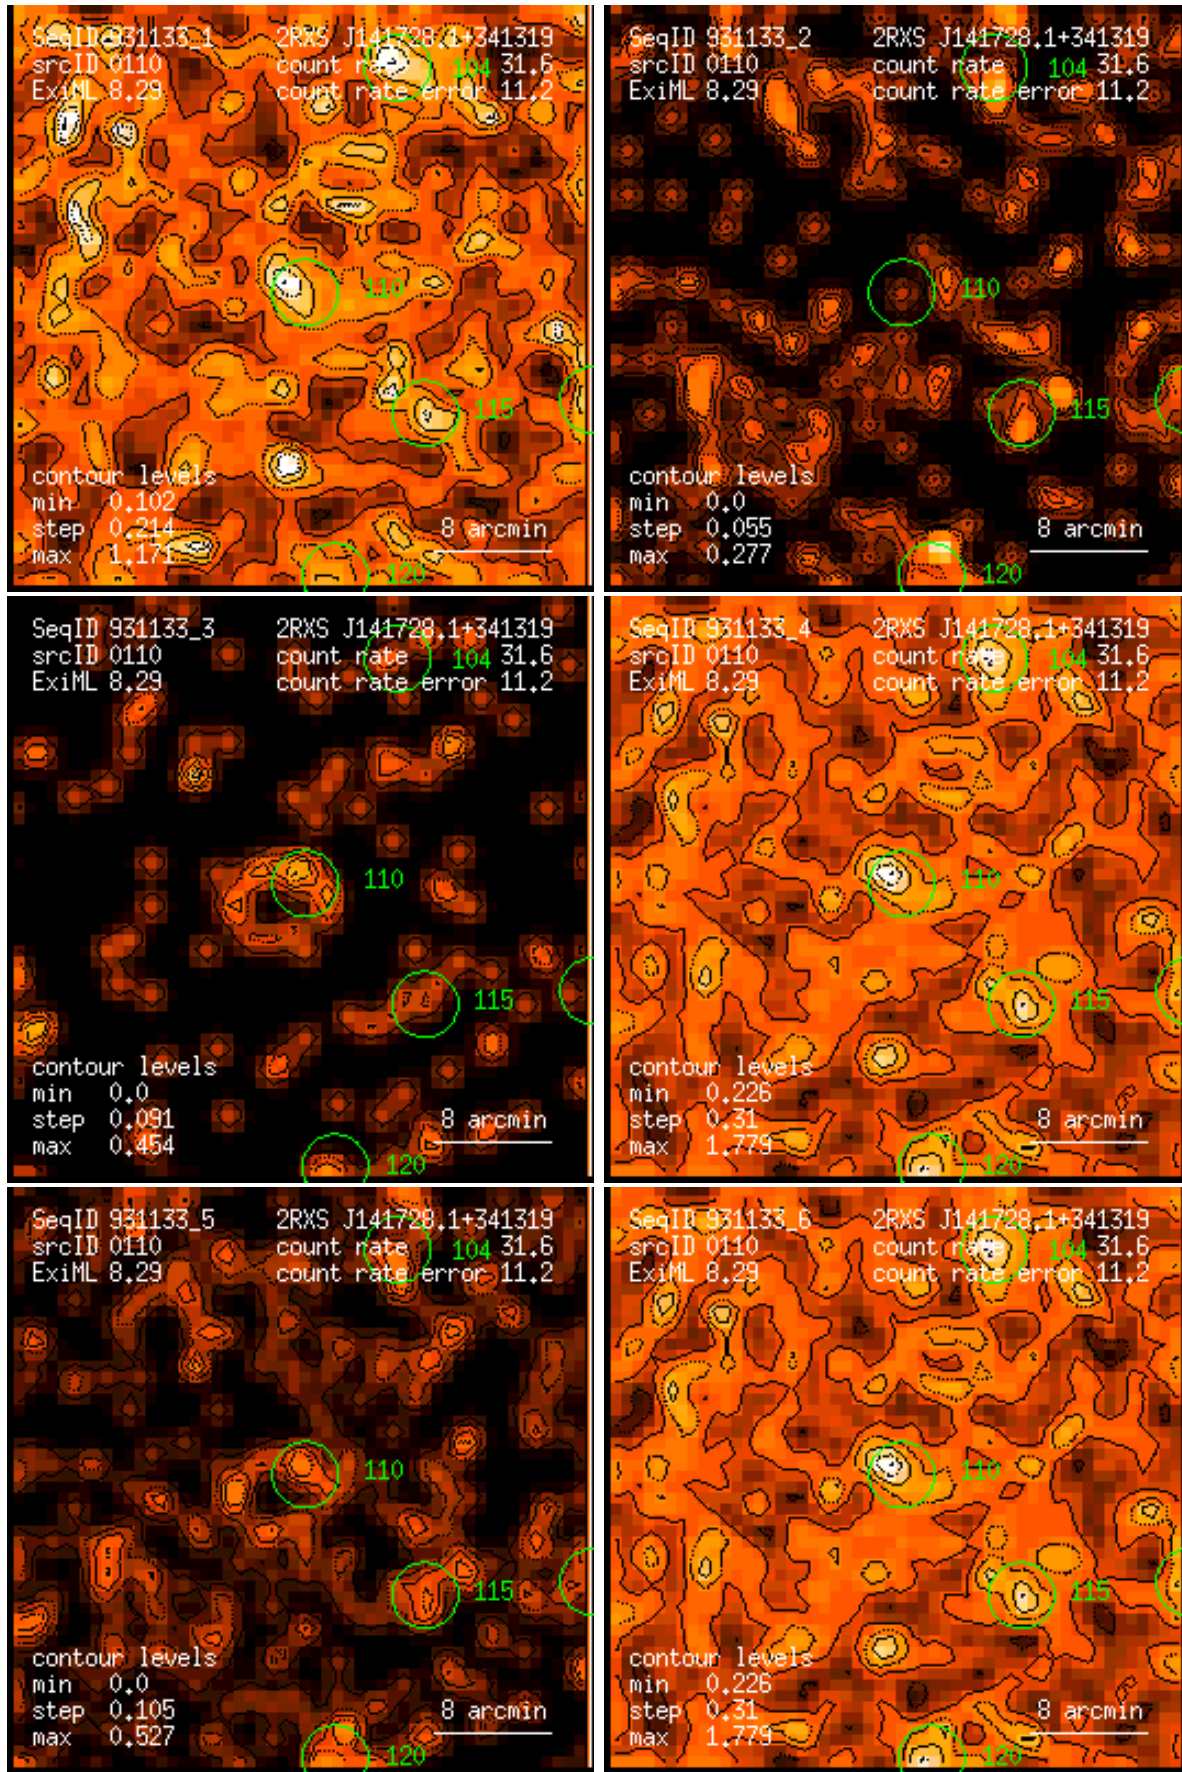 SeqID 931133_1 2RXS J141728.1+341319
srcID 0110 count rate 104 31.6
ExiML 8.29 count rate error 11.2
110
115
contour levels
min 0.102
step 0.214 8 arcmin
max 1.171
120
SeqID 931133_2 2RXS J141728.1+341319
srcID 0110 count rate 104 31.6
ExiML 8.29 count rate error 11.2
110
115
contour levels
min 0.0
step 0.055 8 arcmin
max 0.277
120
SeqID 931133_3 2RXS J141728.1+341319
srcID 0110 count rate 104 31.6
ExiML 8.29 count rate error 11.2
110
115
contour levels
min 0.0
step 0.091 8 arcmin
max 0.454
120
SeqID 931133_4 2RXS J141728.1+341319
srcID 0110 count rate 104 31.6
ExiML 8.29 count rate error 11.2
110
115
contour levels
min 0.226
step 0.31 8 arcmin
max 1.779
120
SeqID 931133_5 2RXS J141728.1+341319
srcID 0110 count rate 104 31.6
ExiML 8.29 count rate error 11.2
110
115
contour levels
min 0.0
step 0.105 8 arcmin
max 0.527
120
SeqID 931133_6 2RXS J141728.1+341319
srcID 0110 count rate 104 31.6
ExiML 8.29 count rate error 11.2
110
115
contour levels
min 0.226
step 0.31 8 arcmin
max 1.779
120